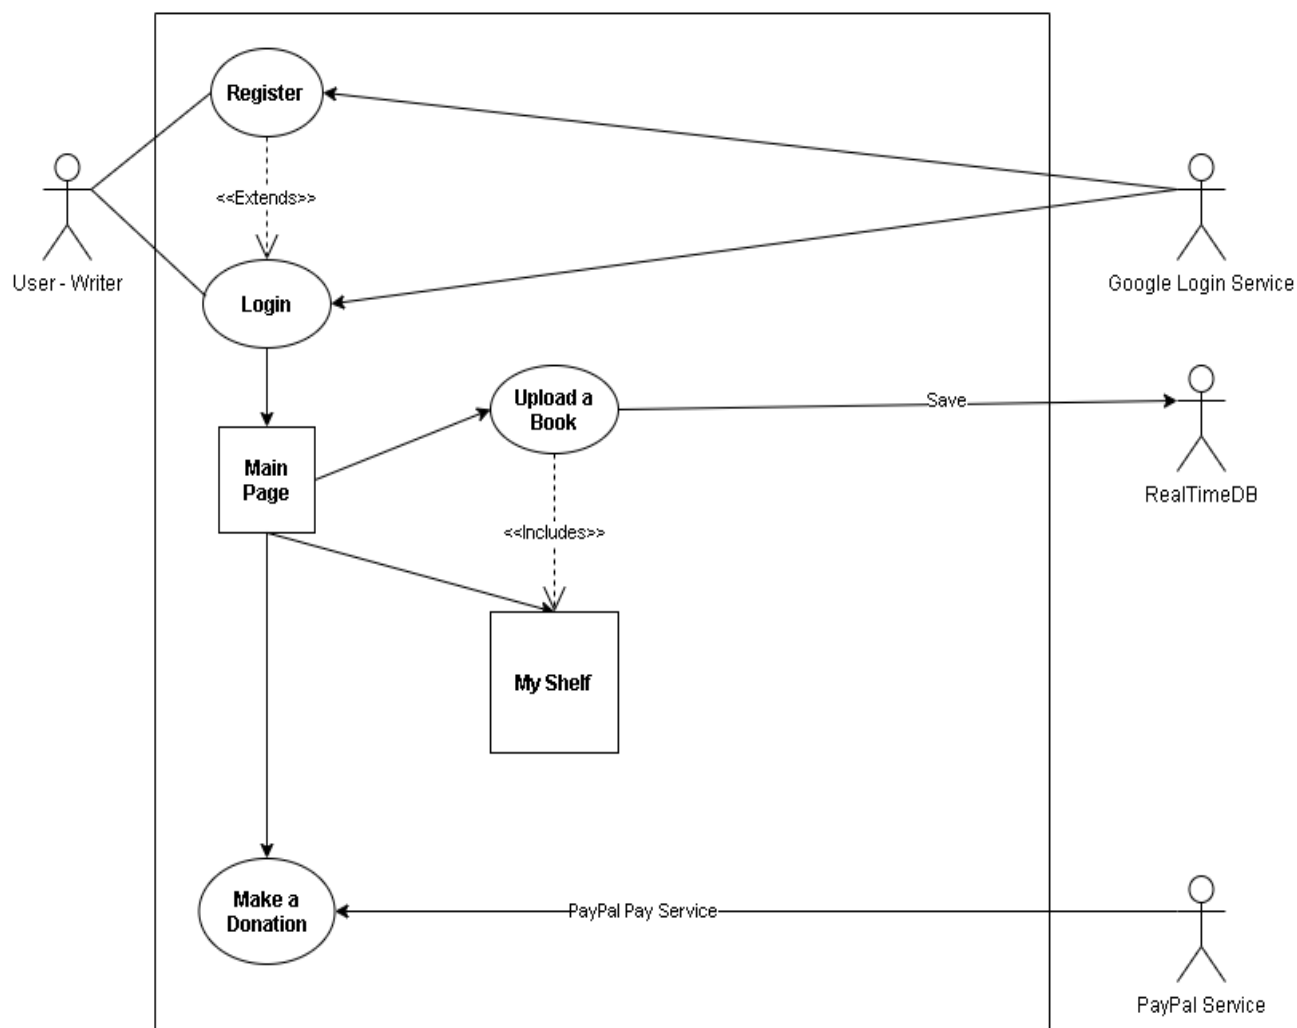 Register
<<Extends>>
User - Writer
Google Login Service
Login
Upload a
Book
Save
Main
Page
RealTimeDB
<<Includes>>
My Shelf
Make a
Donation
PayPal Pay Service
PayPal Service